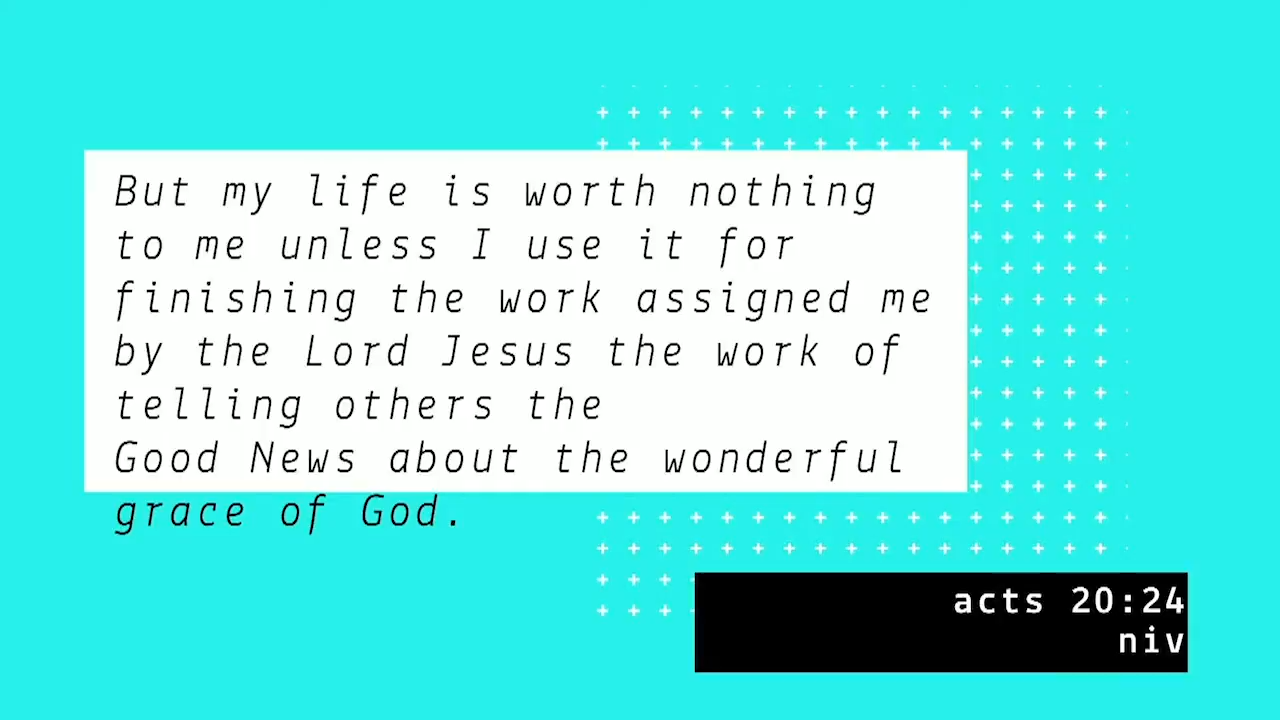 But my life is worth nothing
to me unless I use it for
finishing the work assigned me
by the Lord Jesus the work of
telling others the
Good News about the wonderful
grace of God.
acts 20:24
niv